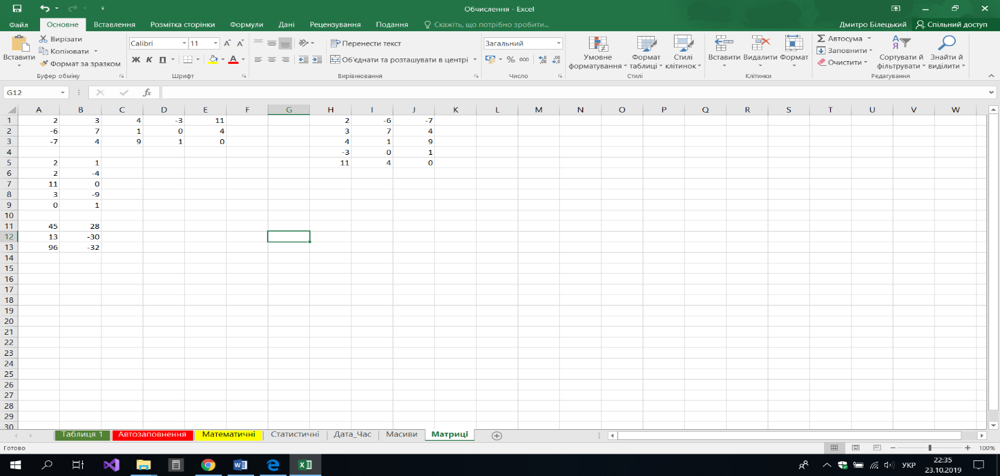 Обчислення - Excel
Файл Основне Вставлення Розмітка сторінки Формули Дані Рецензування Подання Скажіть, що потрібно зробити... Дмитро Білецький Спільний доступ
Вставити
Вирізати
Копіювати
Формат за зразком
Буфер обміну
Calibri 11
Ж К П
Шрифт
Перенести текст
Об'єднати та розташувати в центрі
Вирівнювання
Загальний
% 000
Число
Умовне форматування
Формат таблиці
Стилі клітинок
Стилі
Вставити Видалити Формат
Клітинки
Автосума
Заповнити
Очистити
Сортувати й фільтрувати
Знайти й виділити
Редагування
G12 fx
A B C D E F G H I J K L M N O P Q R S T U V W
1 2 3 4 -3 11 2 -6 -7
2 -6 7 1 0 4 3 7 4
3 -7 4 9 1 0 4 1 9
4 -3 0 1
5 2 1 11 4 0
6 2 -4
7 11 0
8 3 -9
9 0 1
10
11 45 28
12 13 -30
13 96 -32
14
15
16
17
18
19
20
21
22
23
24
25
26
27
28
29
30
Таблиця 1 Автозаповнення Математичні Статистичні Дата_Час Масиви Матриці
Готово 100%
УКР 22:35
23.10.2019